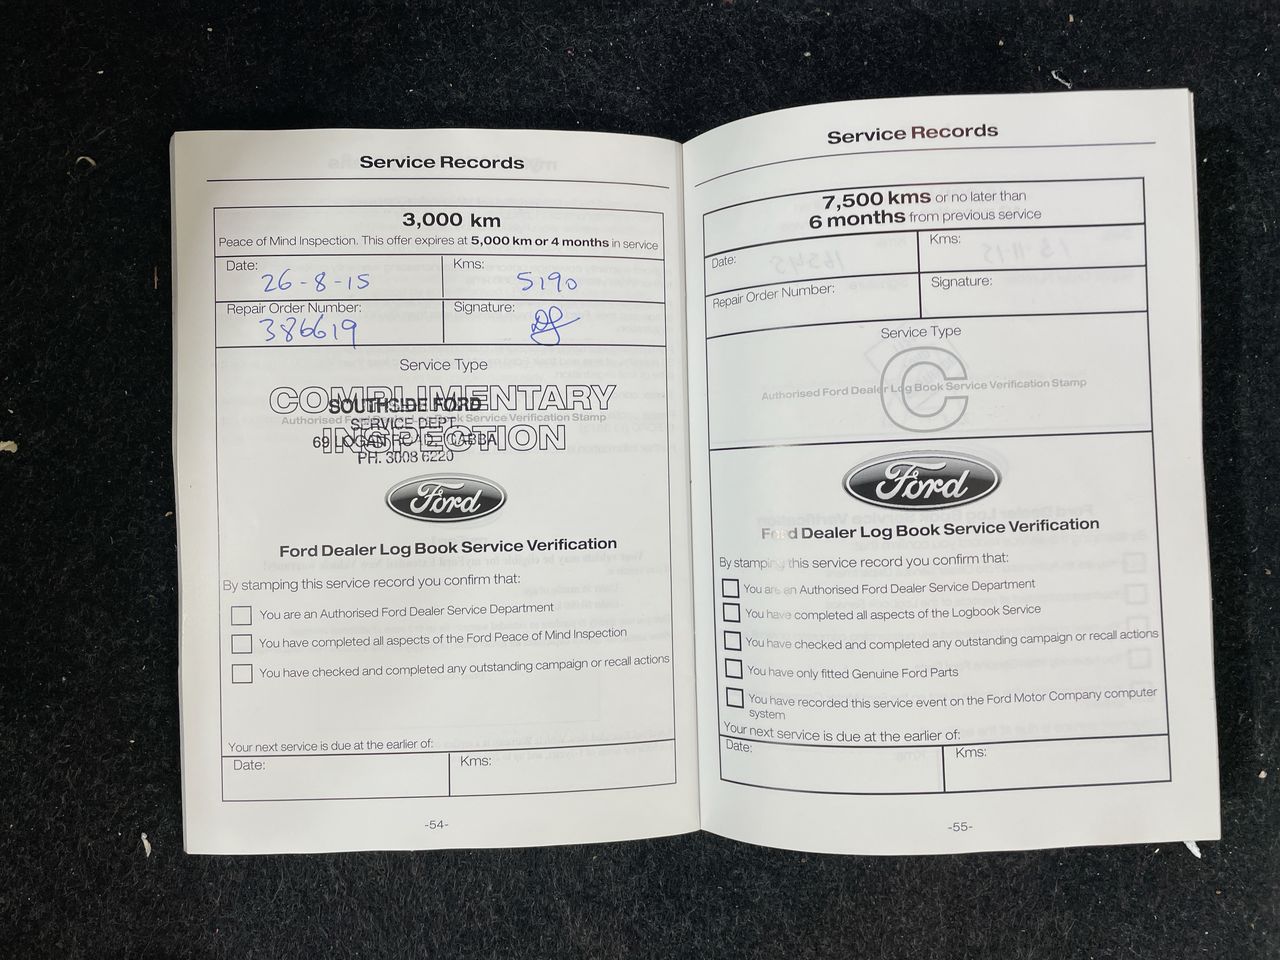 Service Records
3,000 km
Peace of Mind Inspection. This offer expires at 5,000 km or 4 months in service
Date: 26-8-15
Kms: 5190
Repair Order Number: 386619
Signature:
Service Type
COMPLIMENTARY
Authorised Ford Dealer Log Book Service Verification Stamp
INSPECTION
SOUTHSIDE FORD
SERVICE DEPT
69 LOGAN ROAD, GABBA
PH. 3008 6220
Ford
Ford Dealer Log Book Service Verification
By stamping this service record you confirm that:
You are an Authorised Ford Dealer Service Department
You have completed all aspects of the Ford Peace of Mind Inspection
You have checked and completed any outstanding campaign or recall actions
Your next service is due at the earlier of:
Date:
Kms:
-54-
Service Records
7,500 kms or no later than
6 months from previous service
Date:
Kms:
Repair Order Number:
Signature:
Service Type
C
Authorised Ford Dealer Log Book Service Verification Stamp
Ford
Ford Dealer Log Book Service Verification
By stamping this service record you confirm that:
You are an Authorised Ford Dealer Service Department
You have completed all aspects of the Logbook Service
You have checked and completed any outstanding campaign or recall actions
You have only fitted Genuine Ford Parts
You have recorded this service event on the Ford Motor Company computer
system
Your next service is due at the earlier of:
Date:
Kms:
-55-